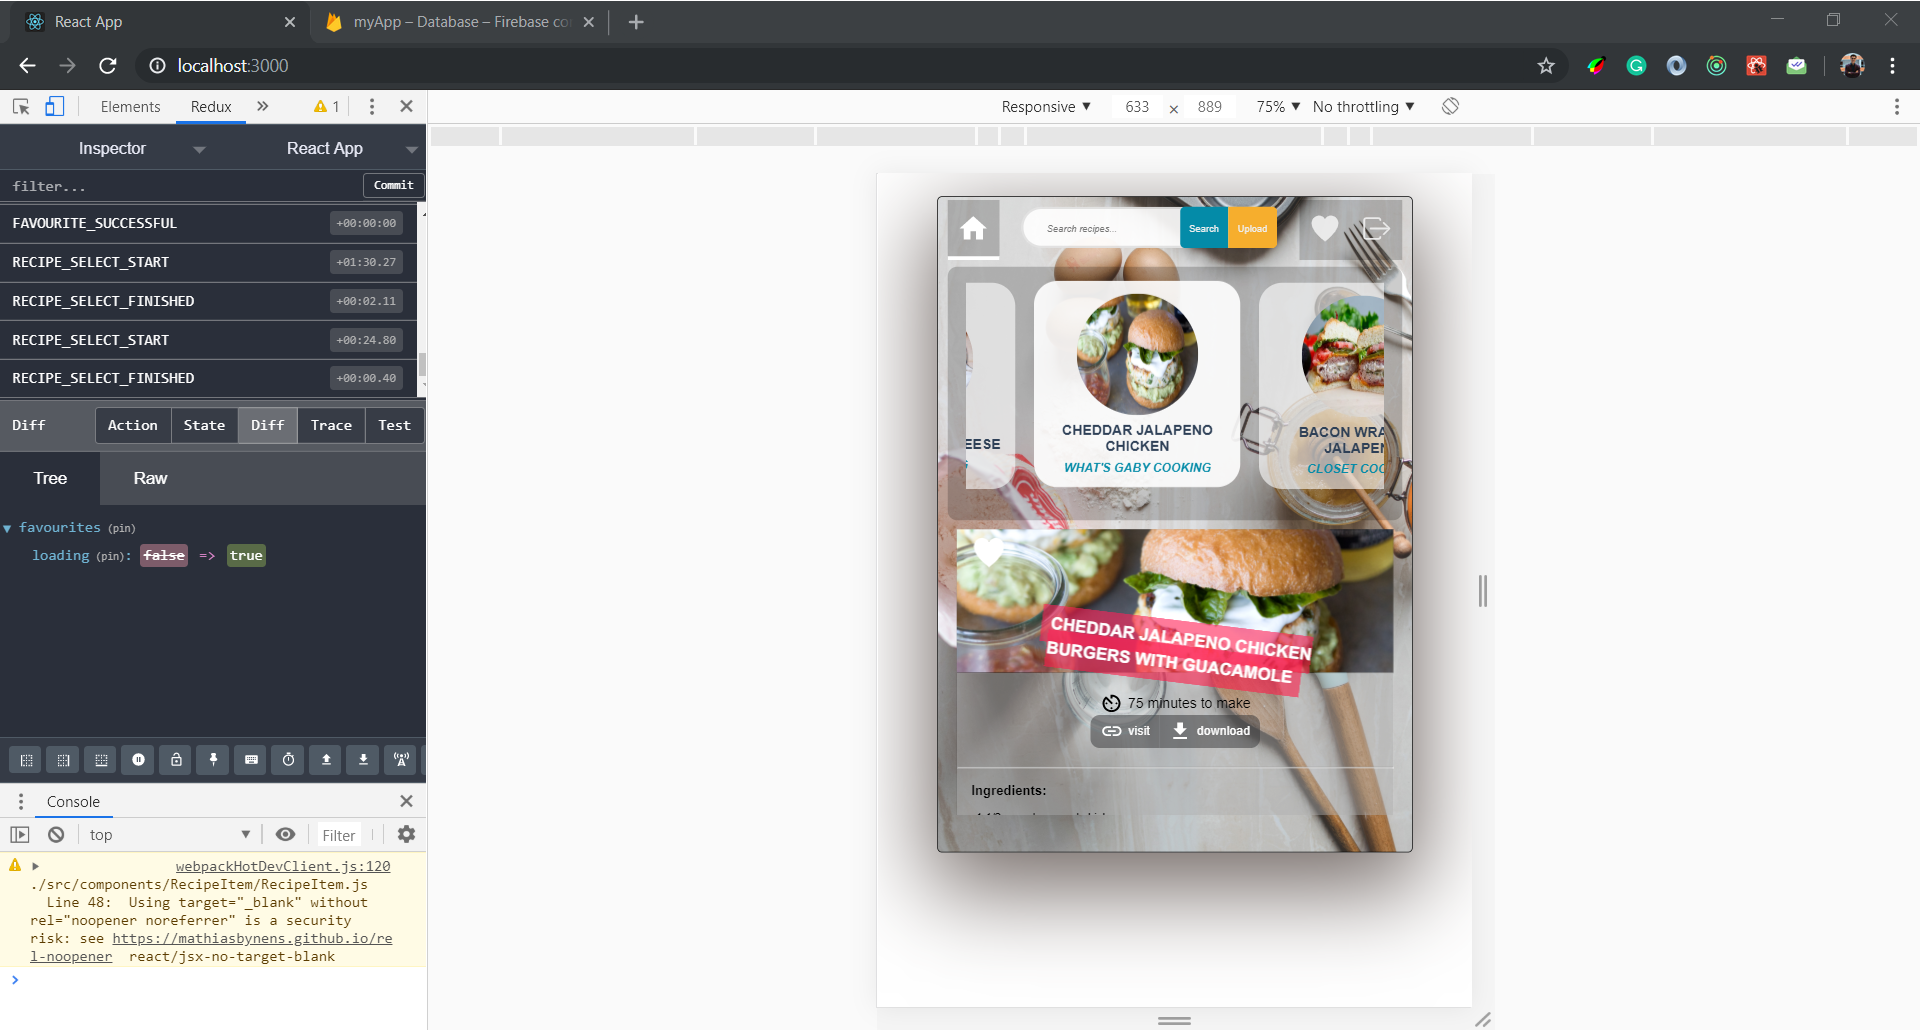 React App
myApp – Database – Firebase co
localhost:3000
Elements
Redux
1
Responsive
633
×
889
75%
No throttling
Inspector
React App
filter...
Commit
FAVOURITE_SUCCESSFUL
+00:00:00
RECIPE_SELECT_START
+01:30.27
RECIPE_SELECT_FINISHED
+00:02.11
RECIPE_SELECT_START
+00:24.80
RECIPE_SELECT_FINISHED
+00:00.40
Diff
Action
State
Diff
Trace
Test
Tree
Raw
favourites (pin)
loading (pin): false => true
Console
top
Filter
webpackHotDevClient.js:120
./src/components/RecipeItem/RecipeItem.js
Line 48:  Using target="_blank" without
rel="noopener noreferrer" is a security
risk: see https://mathiasbynens.github.io/re
l-noopener  react/jsx-no-target-blank
Search recipes...
Search
Upload
EESE
CHEDDAR JALAPENO
CHICKEN
WHAT'S GABY COOKING
BACON WRA
JALAPE
CLOSET COO
CHEDDAR JALAPENO CHICKEN
BURGERS WITH GUACAMOLE
75 minutes to make
visit
download
Ingredients: